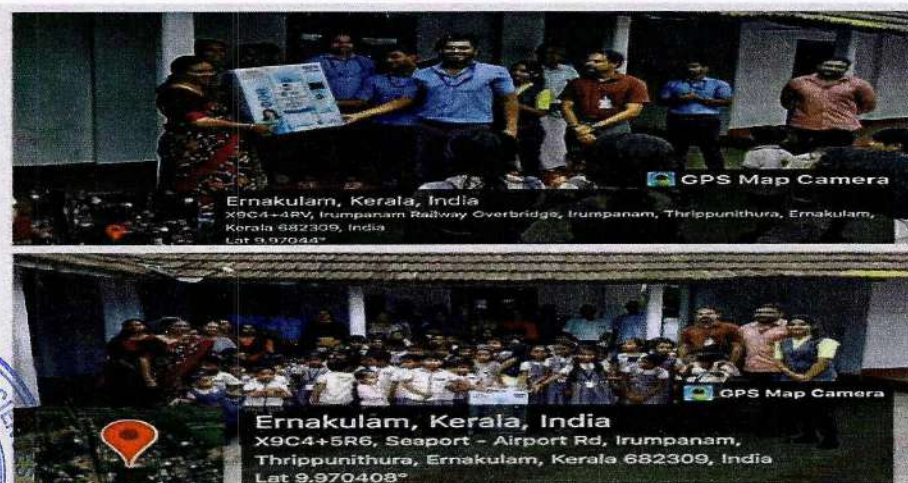 GPS Map Camera
Ernakulam, Kerala, India
X9C4+4RV, Irumpanam Railway Overbridge, Irumpanam, Thrippunithura, Ernakulam,
Kerala 682309, India
Lat 9.97044°
GPS Map Camera
Ernakulam, Kerala, India
X9C4+5R6, Seaport - Airport Rd, Irumpanam,
Thrippunithura, Ernakulam, Kerala 682309, India
Lat 9.970408°